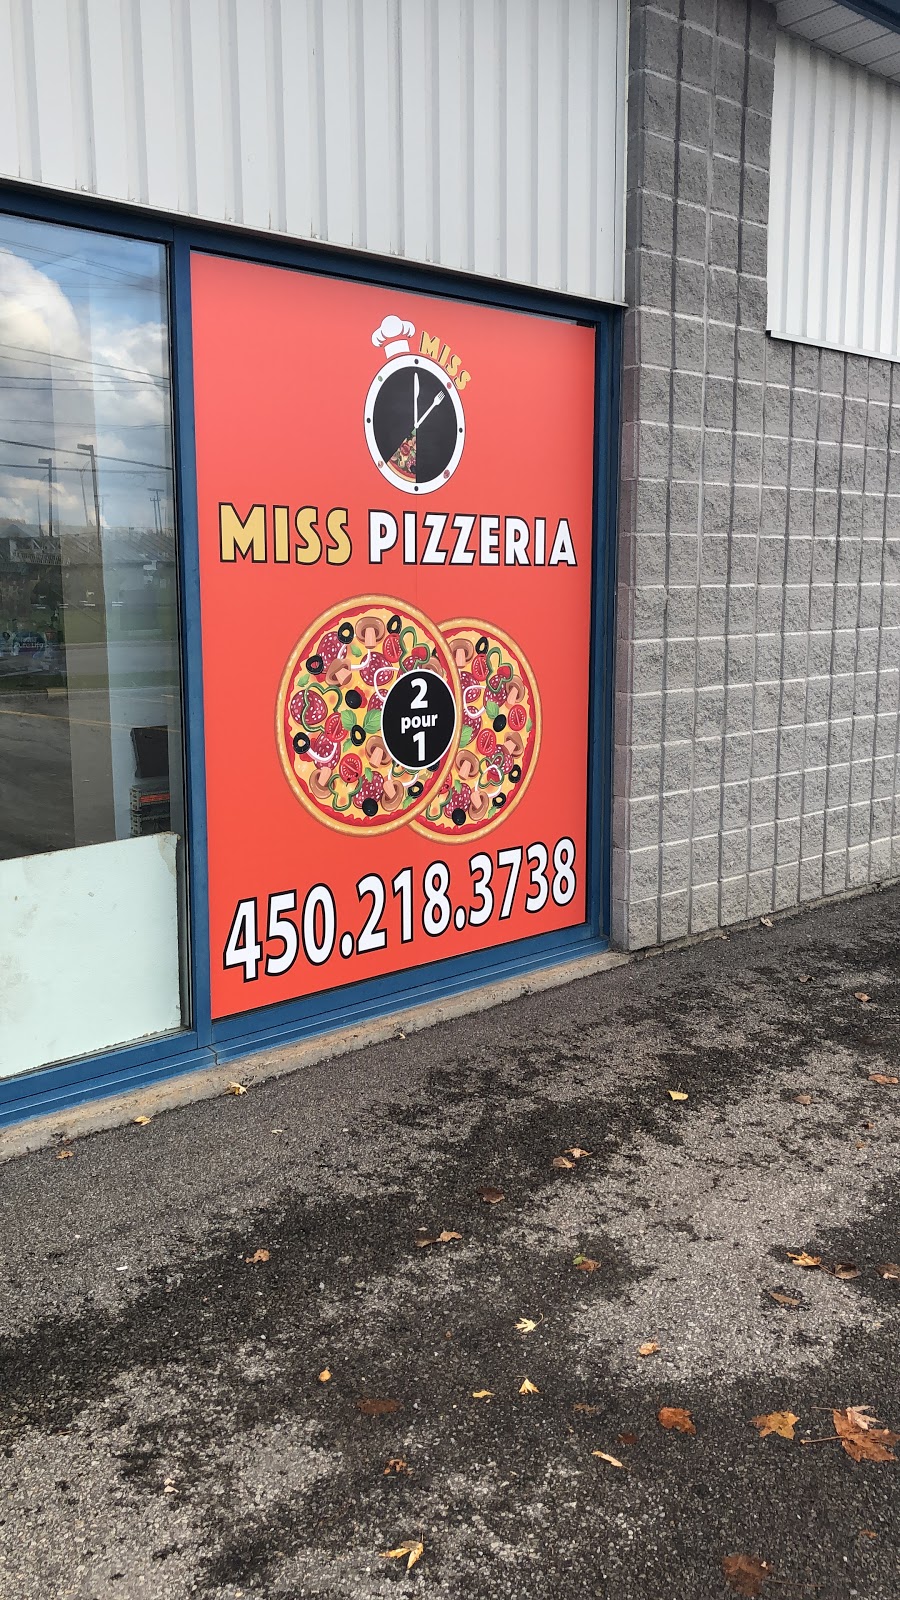 MISS
MISS PIZZERIA
2
pour
1
450.218.3738